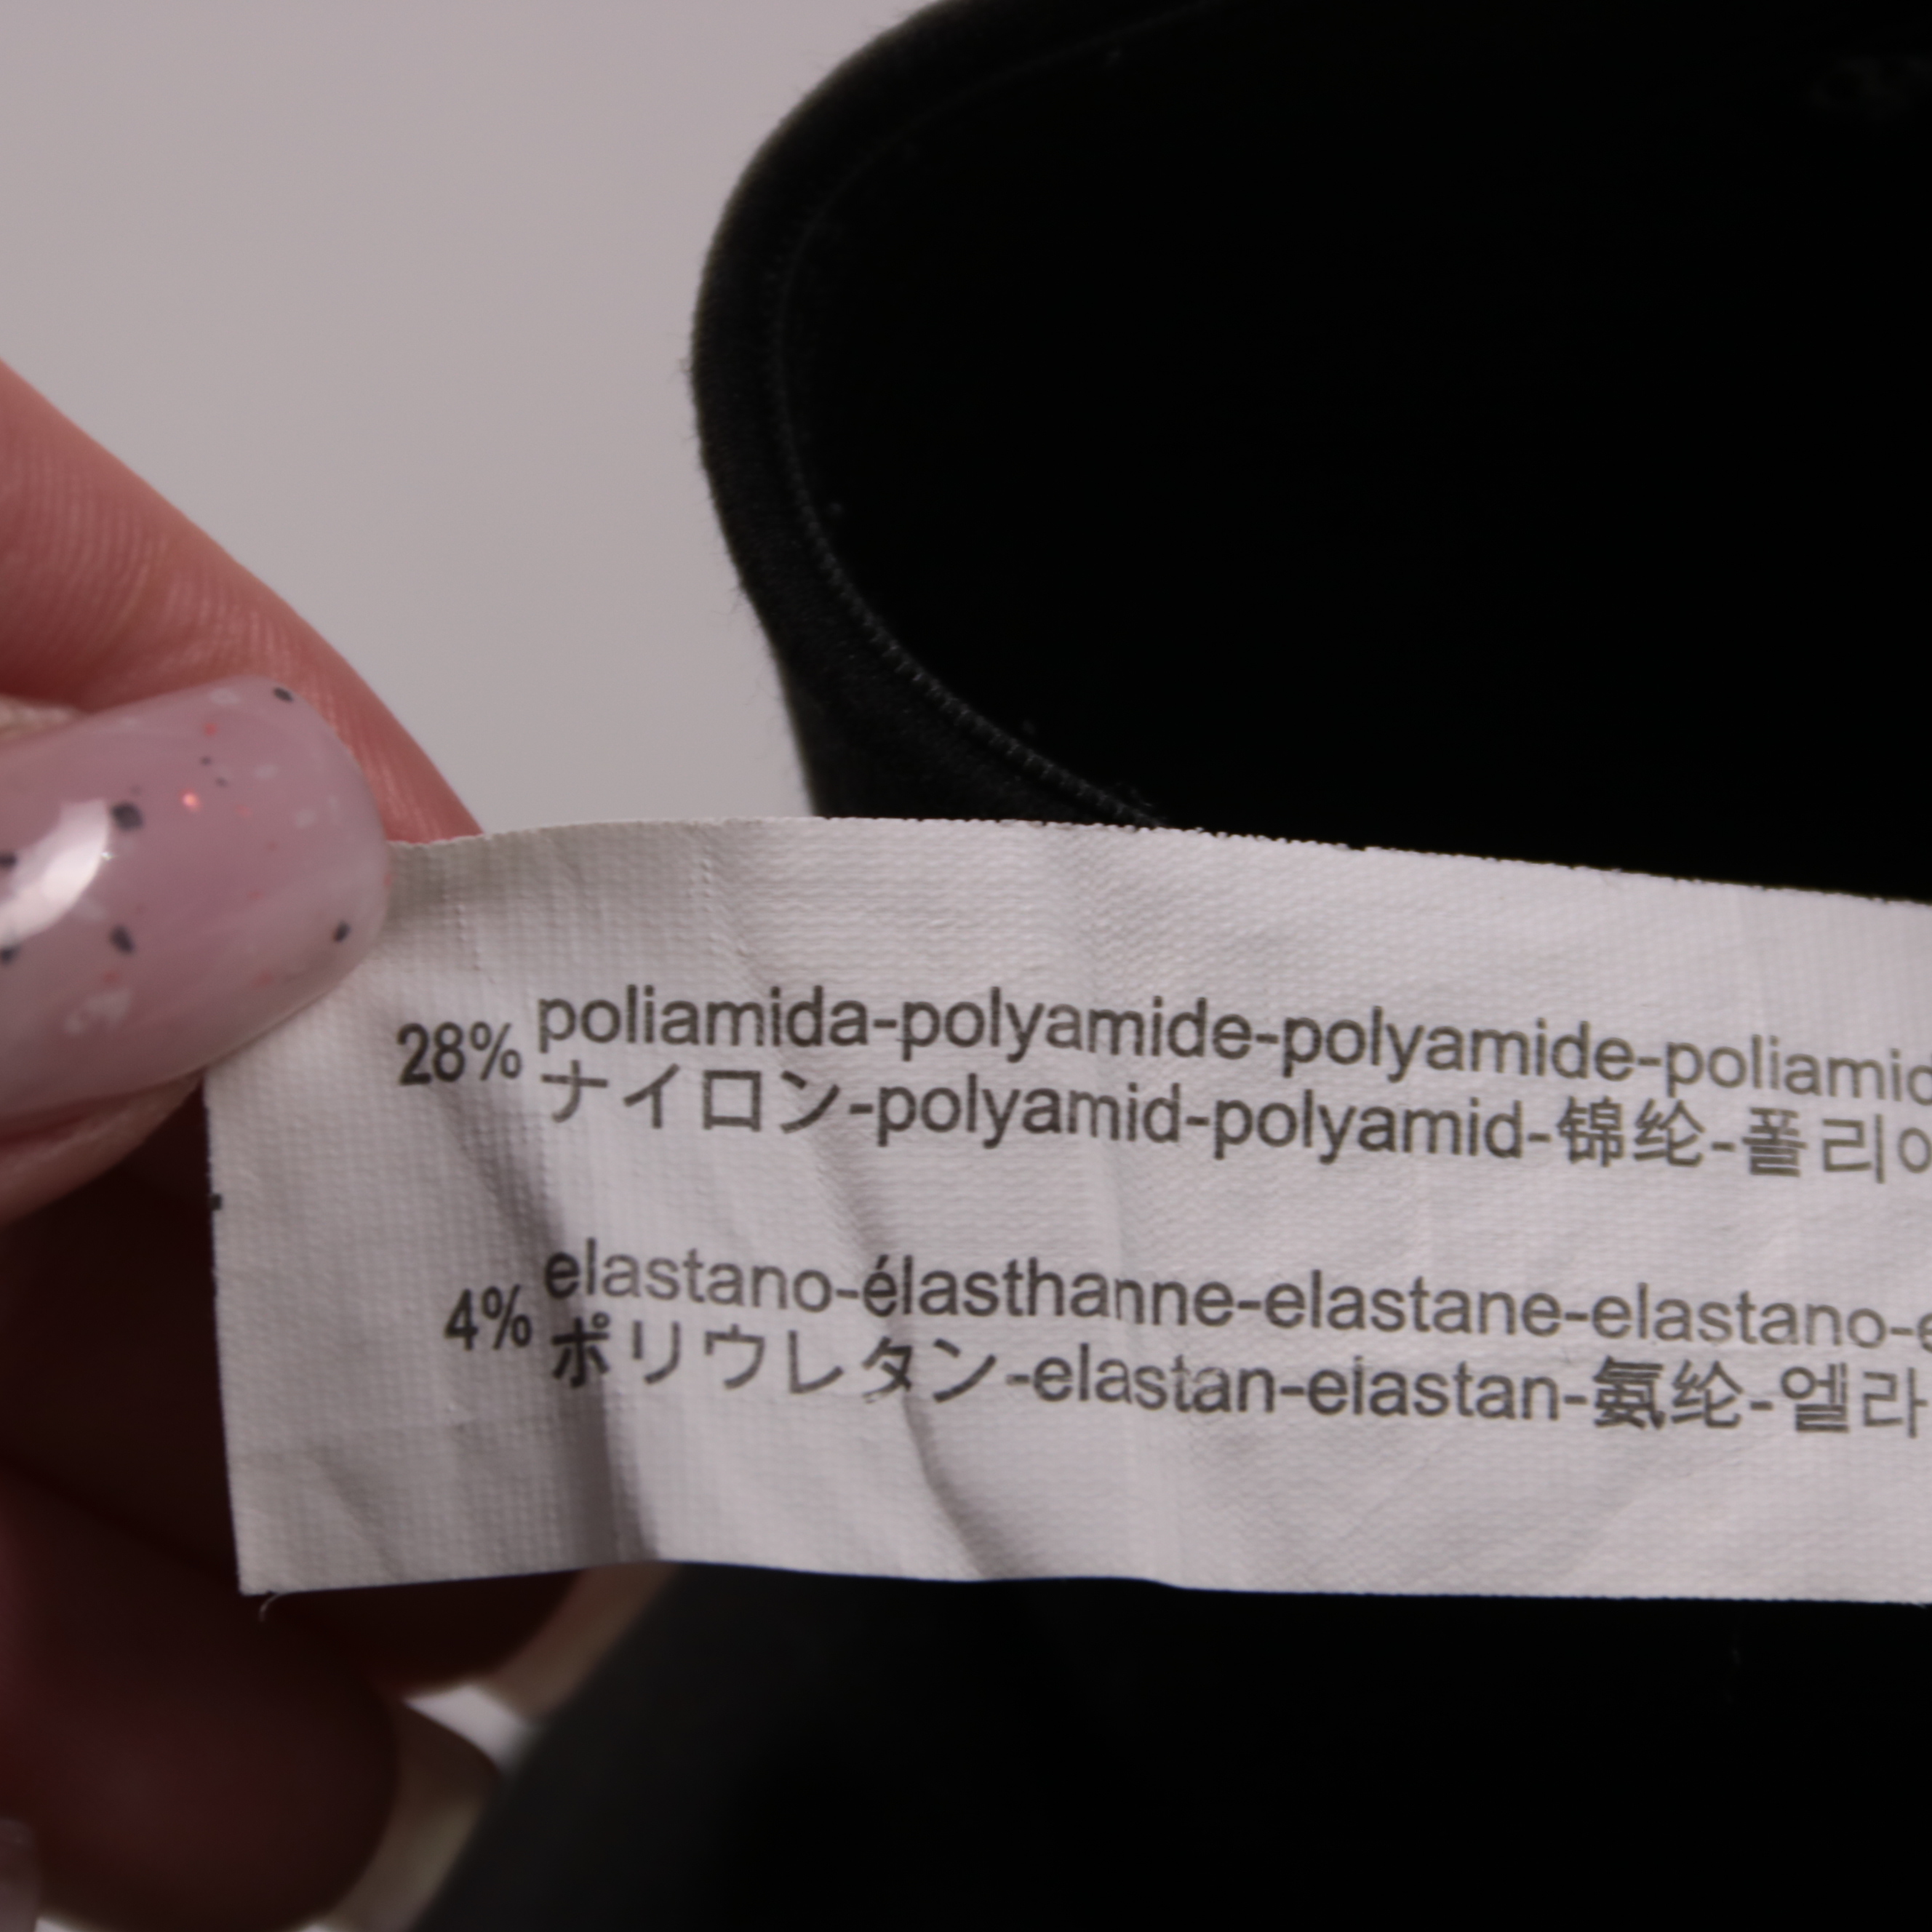 28% poliamida-polyamide-polyamide-poliamid
ナイロン-polyamid-polyamid-锦纶-폴리
4% elastano-élasthanne-elastane-elastano-
ポリウレタン-elastan-elastan-氨纶-엘라